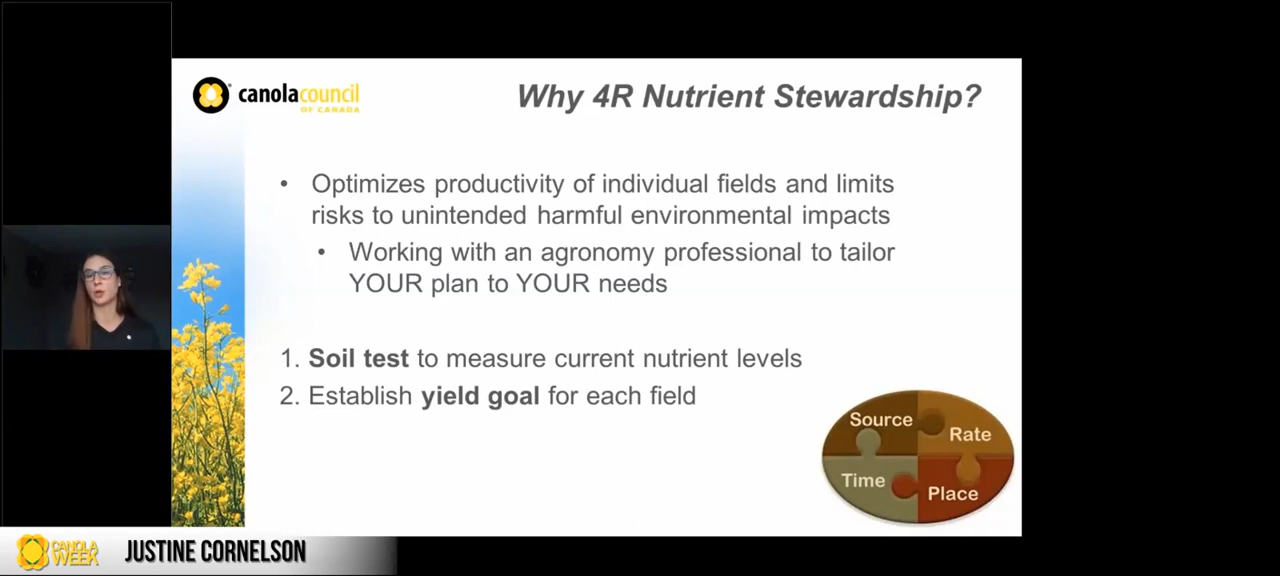 canolacouncil
OF CANADA
Why 4R Nutrient Stewardship?
• Optimizes productivity of individual fields and limits
risks to unintended harmful environmental impacts
• Working with an agronomy professional to tailor
YOUR plan to YOUR needs
1. Soil test to measure current nutrient levels
2. Establish yield goal for each field
Source
Rate
Time
Place
CANOLA
WEEK
JUSTINE CORNELSON